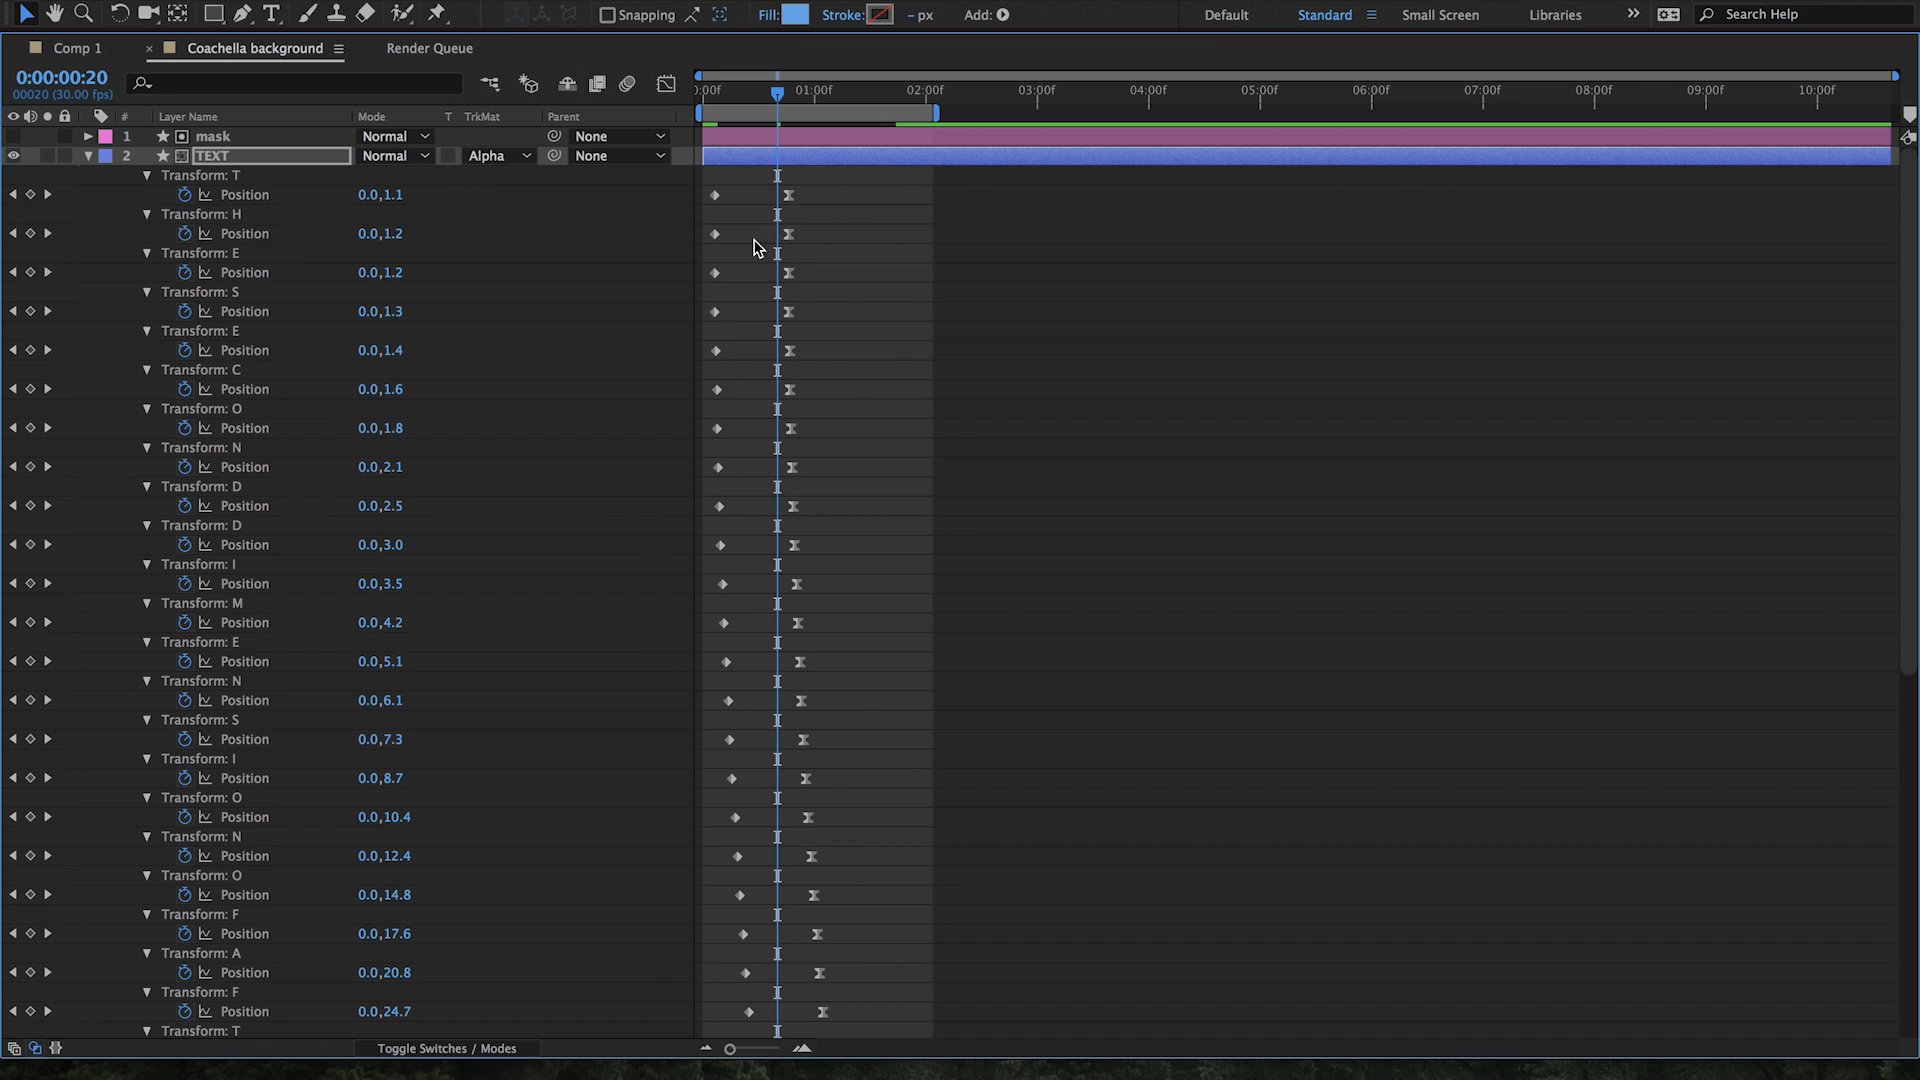 Snapping Fill: Stroke: – px Add: Default Standard Small Screen Libraries Search Help
Comp 1 × Coachella background Render Queue
0:00:00:20
00020 (30.00 fps)
):00f 01:00f 02:00f 03:00f 04:00f 05:00f 06:00f 07:00f 08:00f 09:00f 10:00f
# Layer Name Mode T TrkMat Parent
1 mask Normal None
2 TEXT Normal Alpha None
Transform: T
Position 0.0,1.1
Transform: H
Position 0.0,1.2
Transform: E
Position 0.0,1.2
Transform: S
Position 0.0,1.3
Transform: E
Position 0.0,1.4
Transform: C
Position 0.0,1.6
Transform: O
Position 0.0,1.8
Transform: N
Position 0.0,2.1
Transform: D
Position 0.0,2.5
Transform: D
Position 0.0,3.0
Transform: I
Position 0.0,3.5
Transform: M
Position 0.0,4.2
Transform: E
Position 0.0,5.1
Transform: N
Position 0.0,6.1
Transform: S
Position 0.0,7.3
Transform: I
Position 0.0,8.7
Transform: O
Position 0.0,10.4
Transform: N
Position 0.0,12.4
Transform: O
Position 0.0,14.8
Transform: F
Position 0.0,17.6
Transform: A
Position 0.0,20.8
Transform: F
Position 0.0,24.7
Transform: T
Toggle Switches / Modes